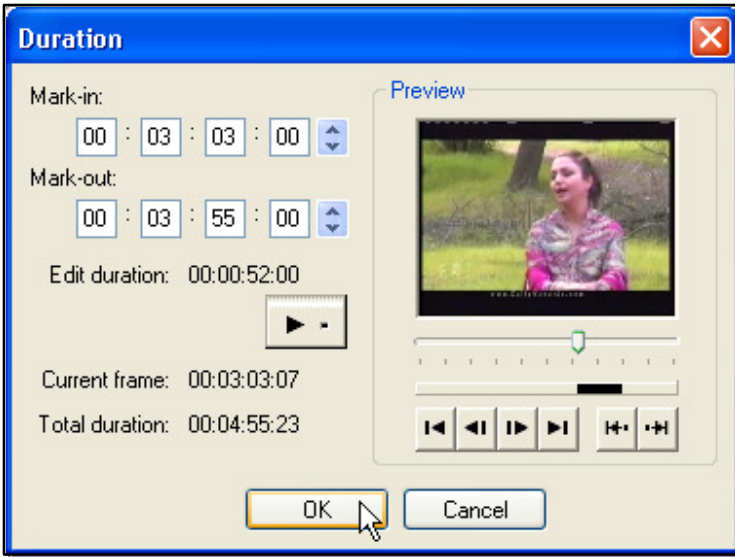 Duration
Mark-in:
00 : 03 : 03 : 00
Mark-out:
00 : 03 : 55 : 00
Edit duration: 00:00:52:00
Current frame: 00:03:03:07
Total duration: 00:04:55:23
Preview
OK
Cancel